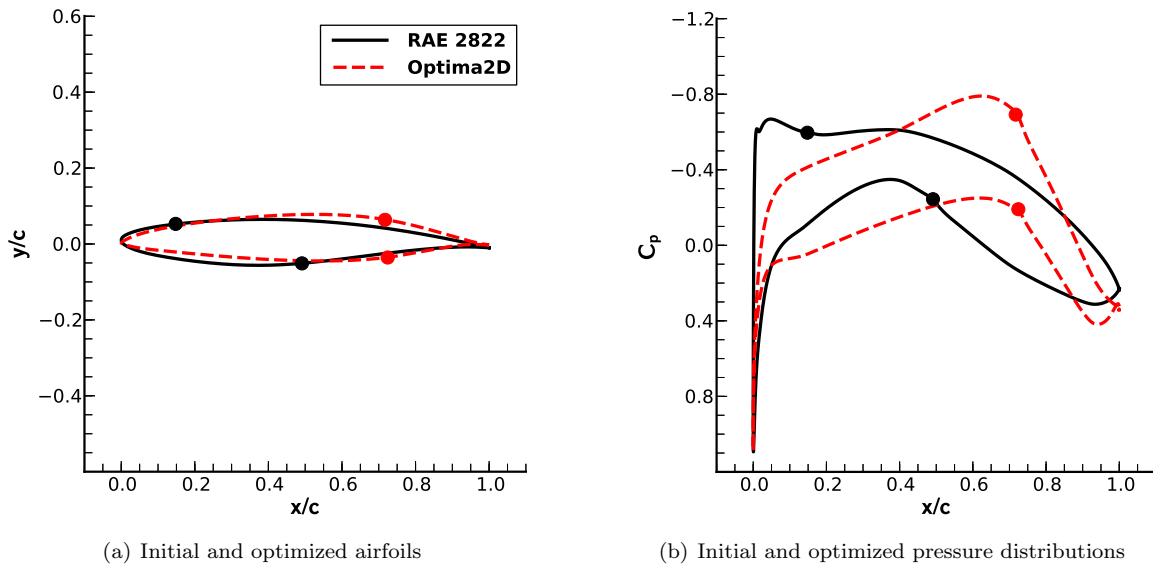 0.6
0.4
0.2
0.0
−0.2
−0.4
y/c
0.0 0.2 0.4 0.6 0.8 1.0
x/c
RAE 2822
Optima2D
(a) Initial and optimized airfoils
−1.2
−0.8
−0.4
0.0
0.4
0.8
Cp
0.0 0.2 0.4 0.6 0.8 1.0
x/c
(b) Initial and optimized pressure distributions